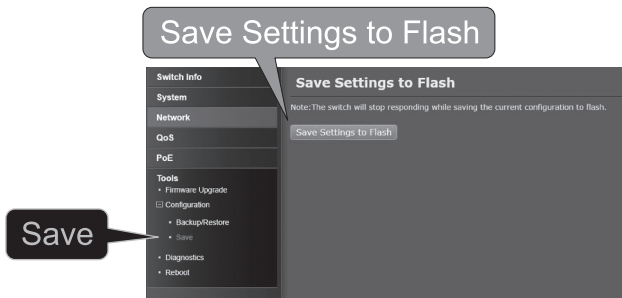 Save Settings to Flash
Switch Info
System
Network
QoS
PoE
Tools
• Firmware Upgrade
Configuration
• Backup/Restore
• Save
• Diagnostics
• Reboot
Save
Save Settings to Flash
Note:The switch will stop responding while saving the current configuration to flash.
Save Settings to Flash